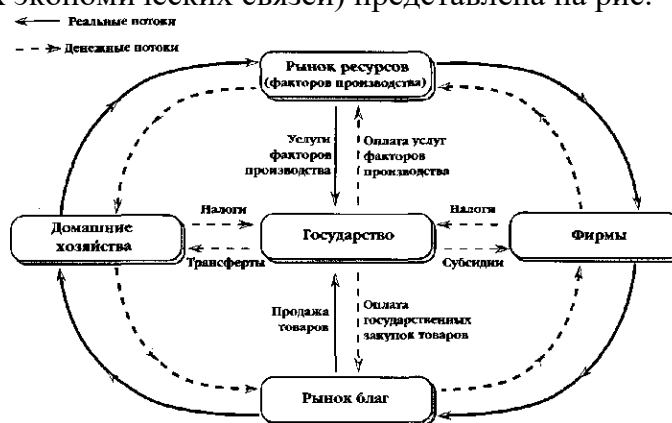 к экономических связей) представлена на рис.
Реальные потоки
Денежные потоки
Рынок ресурсов
(факторов производства)
Услуги
факторов
производства
Оплата услуг
факторов
производства
Налоги
Налоги
Домашние
хозяйства
Государство
Фирмы
Трансферты
Субсидии
Продажа
товаров
Оплата
государственных
закупок товаров
Рынок благ